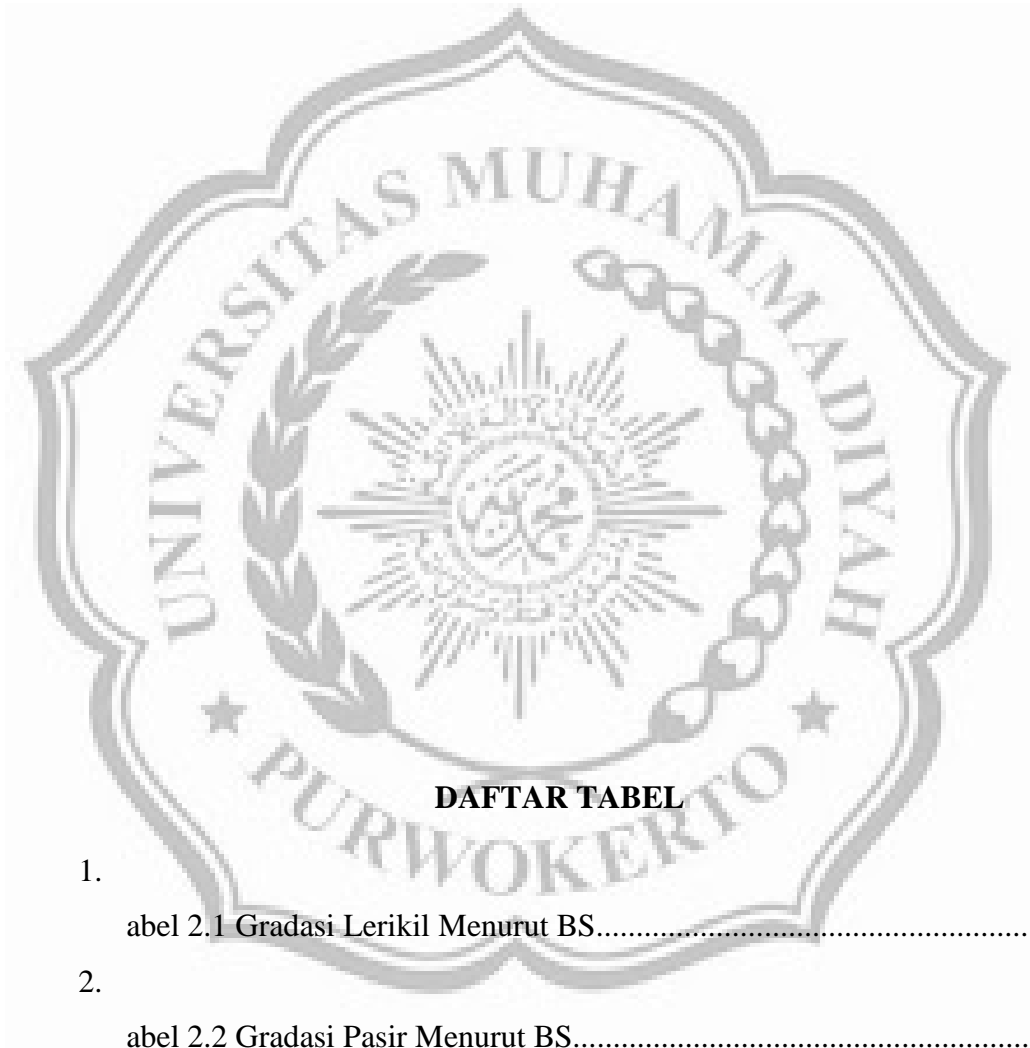 UNIVERSITAS MUHAMMADIYAH
PURWOKERTO
DAFTAR TABEL
1.
abel 2.1 Gradasi Lerikil Menurut BS......................................................
2.
abel 2.2 Gradasi Pasir Menurut BS.........................................................